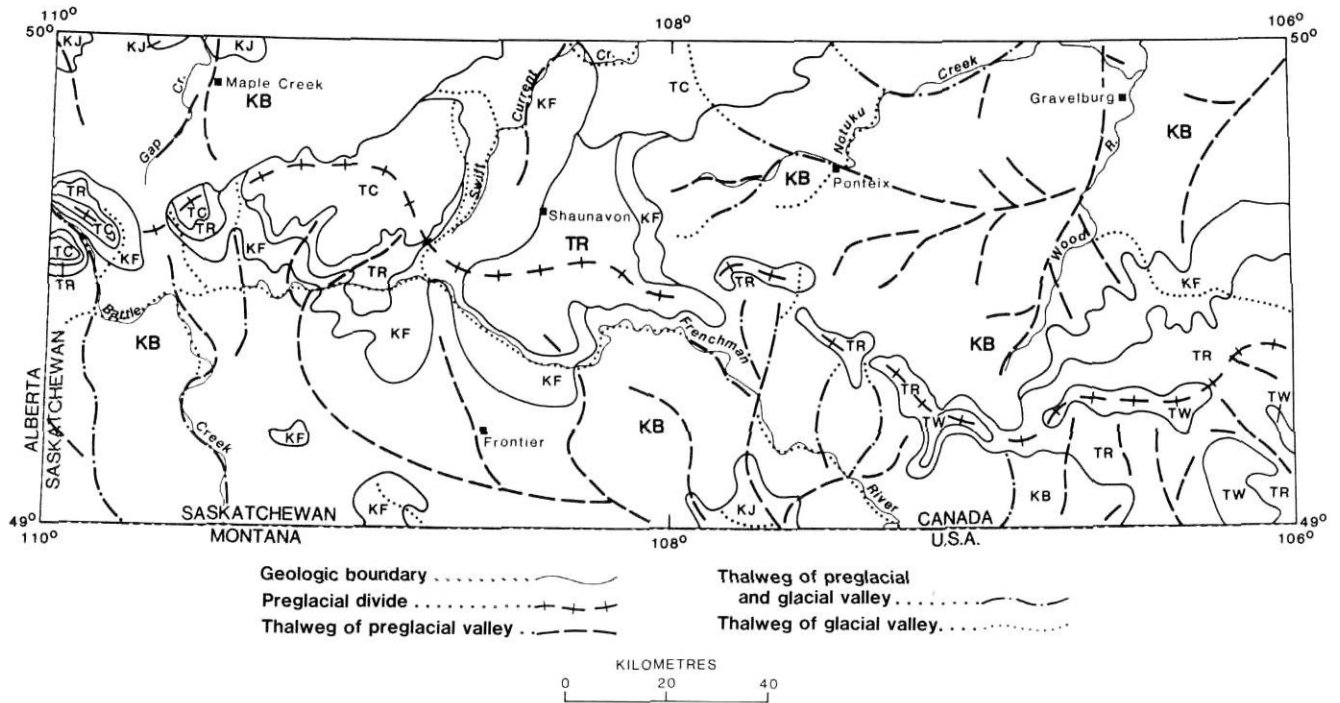 110°
108°
106°
50°
50°
KJ
KJ
KJ
Cr.
Maple Creek
KB
Gap
Cr.
Current
KF
TC
Creek
Notuku
Gravelburg
KB
R.
TR
TC
TC
TC
TR
TR
KF
KF
TC
Swift
Shaunavon
TR
KF
KB
Ponteix
Wood
TR
KF
TR
KF
Battle
KB
KF
Frenchman
TR
KB
TR
KF
TR
TW
TR
TW
TW
ALBERTA
SASKATCHEWAN
Creek
KF
Frontier
KB
TR
KB
TW
TR
River
KF
KJ
49°
SASKATCHEWAN
MONTANA
CANADA
U.S.A.
49°
110°
108°
106°
Geologic boundary
Preglacial divide
Thalweg of preglacial valley
Thalweg of preglacial
and glacial valley
Thalweg of glacial valley
KILOMETRES
0 20 40